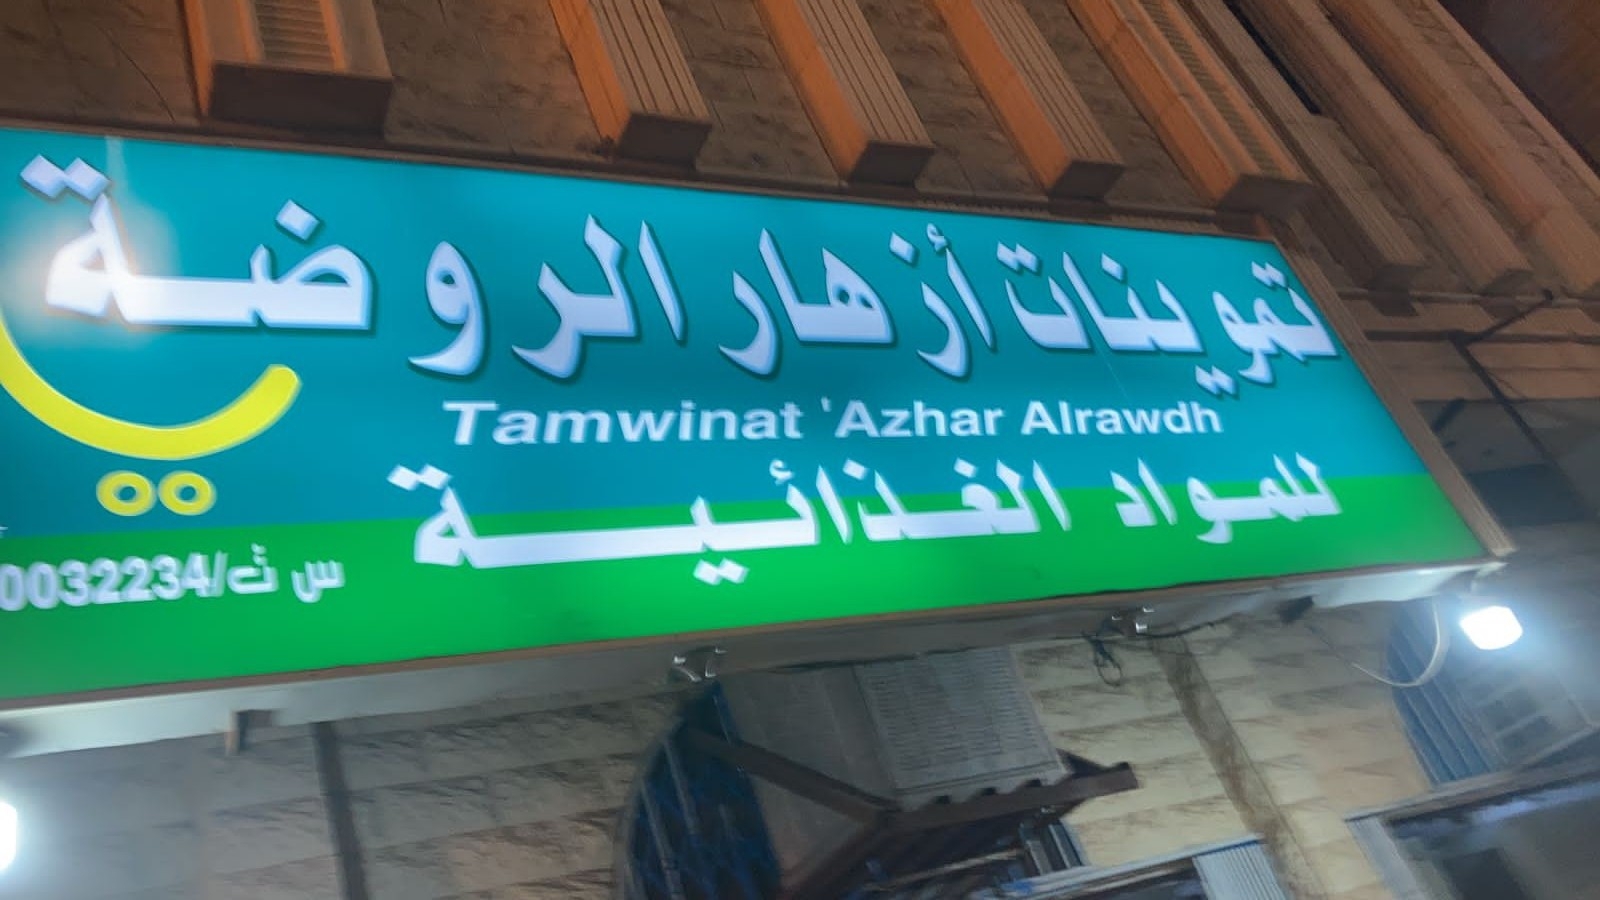 تموينات أزهار الروضة
Tamwinat 'Azhar Alrawdh
للمواد الغذائية
س ت/0032234